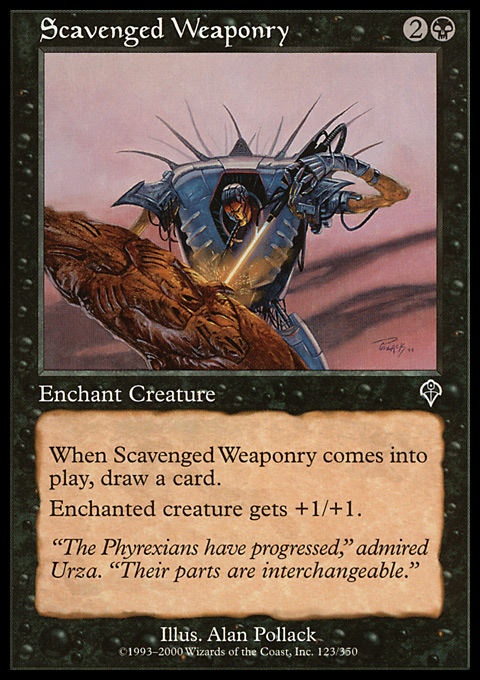 Scavenged Weaponry 2
Enchant Creature
When Scavenged Weaponry comes into
play, draw a card.
Enchanted creature gets +1/+1.
“The Phyrexians have progressed,” admired
Urza. “Their parts are interchangeable.”
Illus. Alan Pollack
©1993–2000 Wizards of the Coast, Inc. 123/350